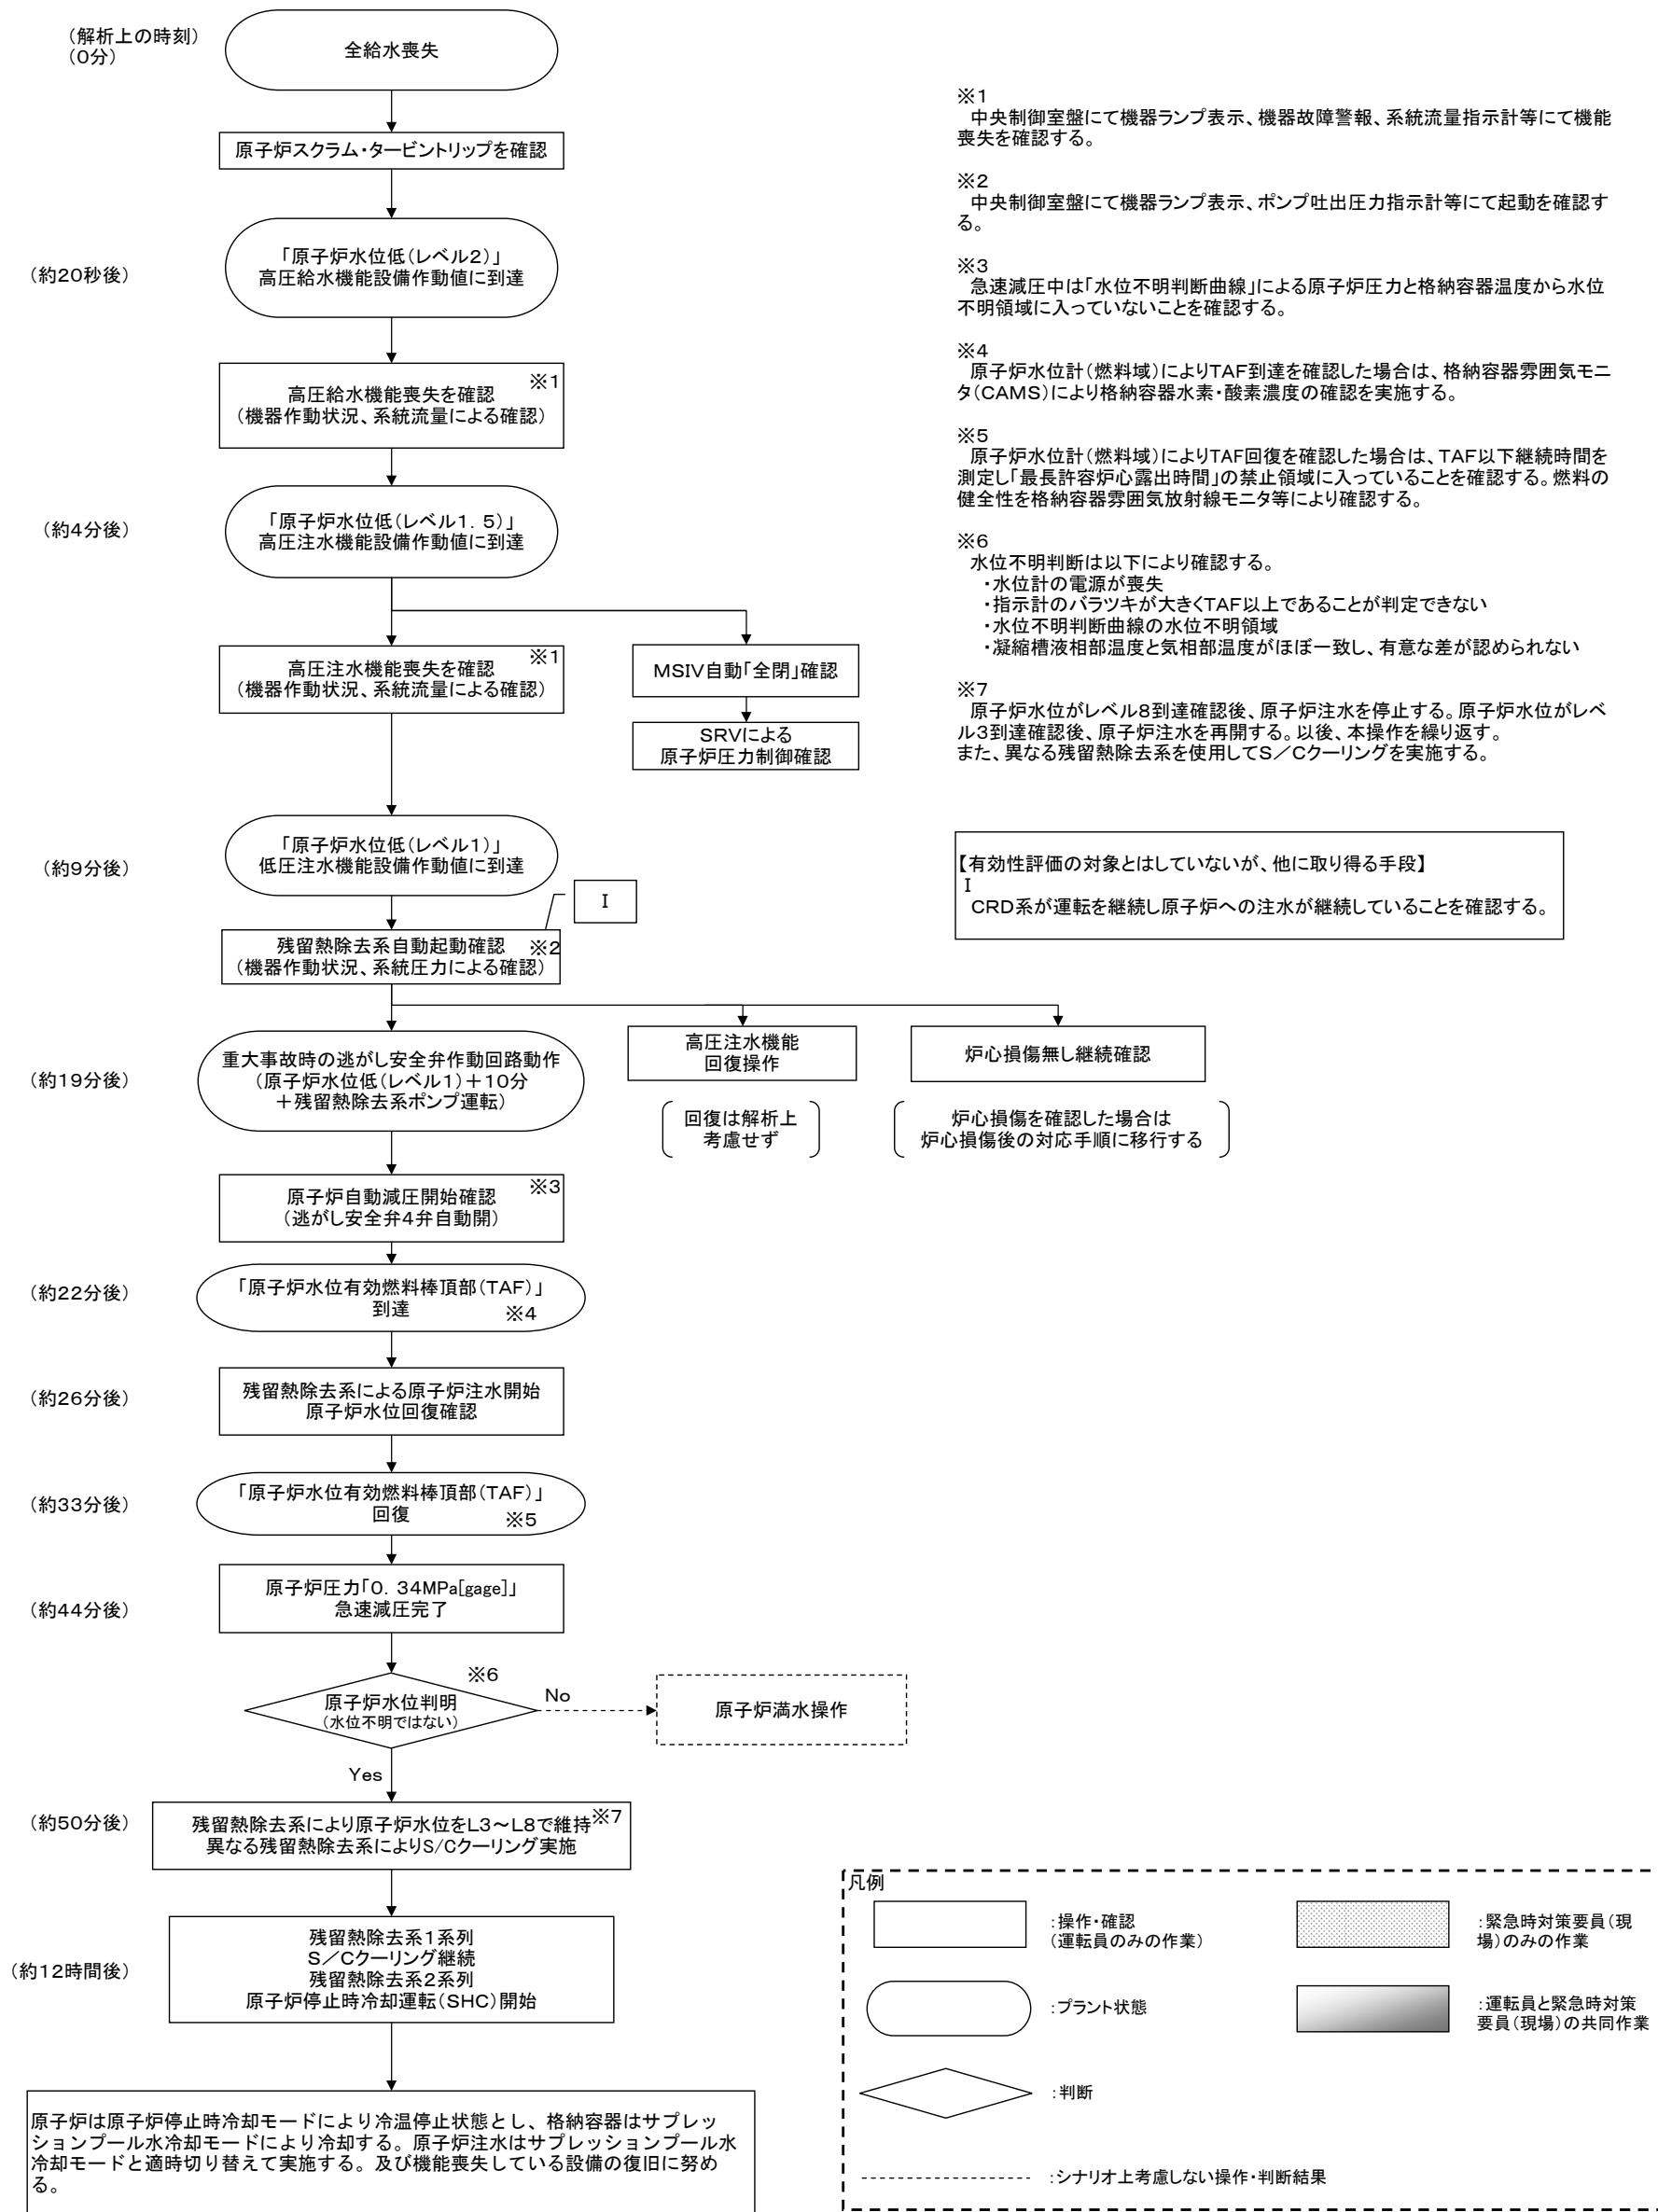 （解析上の時刻）
（0分）
全給水喪失
原子炉スクラム・タービントリップを確認
（約20秒後）
「原子炉水位低（レベル2）」
高圧給水機能設備作動値に到達
高圧給水機能喪失を確認
（機器作動状況、系統流量による確認）
※1
（約4分後）
「原子炉水位低（レベル1．5）」
高圧注水機能設備作動値に到達
高圧注水機能喪失を確認
（機器作動状況、系統流量による確認）
※1
MSIV自動「全閉」確認
SRVによる
原子炉圧力制御確認
（約9分後）
「原子炉水位低（レベル1）」
低圧注水機能設備作動値に到達
I
残留熱除去系自動起動確認
（機器作動状況、系統圧力による確認）
※2
（約19分後）
重大事故時の逃がし安全弁作動回路動作
（原子炉水位低（レベル1）＋10分
＋残留熱除去系ポンプ運転）
高圧注水機能
回復操作
回復は解析上
考慮せず
炉心損傷無し継続確認
炉心損傷を確認した場合は
炉心損傷後の対応手順に移行する
原子炉自動減圧開始確認
（逃がし安全弁4弁自動開）
※3
（約22分後）
「原子炉水位有効燃料棒頂部（TAF）」
到達
※4
（約26分後）
残留熱除去系による原子炉注水開始
原子炉水位回復確認
（約33分後）
「原子炉水位有効燃料棒頂部（TAF）」
回復
※5
（約44分後）
原子炉圧力「0．34MPa[gage]」
急速減圧完了
原子炉水位判明
（水位不明ではない）
※6
No
原子炉満水操作
Yes
（約50分後）
残留熱除去系により原子炉水位をL3～L8で維持
異なる残留熱除去系によりS/Cクーリング実施
※7
（約12時間後）
残留熱除去系1系列
S／Cクーリング継続
残留熱除去系2系列
原子炉停止時冷却運転（SHC）開始
原子炉は原子炉停止時冷却モードにより冷温停止状態とし、格納容器はサプレッ
ションプール水冷却モードにより冷却する。原子炉注水はサプレッションプール水
冷却モードと適時切り替えて実施する。及び機能喪失している設備の復旧に努め
る。
※1
中央制御室盤にて機器ランプ表示、機器故障警報、系統流量指示計等にて機能
喪失を確認する。
※2
中央制御室盤にて機器ランプ表示、ポンプ吐出圧力指示計等にて起動を確認す
る。
※3
急速減圧中は「水位不明判断曲線」による原子炉圧力と格納容器温度から水位
不明領域に入っていないことを確認する。
※4
原子炉水位計（燃料域）によりTAF到達を確認した場合は、格納容器雰囲気モニ
タ（CAMS）により格納容器水素・酸素濃度の確認を実施する。
※5
原子炉水位計（燃料域）によりTAF回復を確認した場合は、TAF以下継続時間を
測定し「最長許容炉心露出時間」の禁止領域に入っていることを確認する。燃料の
健全性を格納容器雰囲気放射線モニタ等により確認する。
※6
水位不明判断は以下により確認する。
・水位計の電源が喪失
・指示計のバラツキが大きくTAF以上であることが判定できない
・水位不明判断曲線の水位不明領域
・凝縮槽液相部温度と気相部温度がほぼ一致し、有意な差が認められない
※7
原子炉水位がレベル8到達確認後、原子炉注水を停止する。原子炉水位がレベ
ル3到達確認後、原子炉注水を再開する。以後、本操作を繰り返す。
また、異なる残留熱除去系を使用してS／Cクーリングを実施する。
【有効性評価の対象とはしていないが、他に取り得る手段】
I
CRD系が運転を継続し原子炉への注水が継続していることを確認する。
凡例
：操作・確認
（運転員のみの作業）
：緊急時対策要員（現
場）のみの作業
：プラント状態
：運転員と緊急時対策
要員（現場）の共同作業
：判断
：シナリオ上考慮しない操作・判断結果